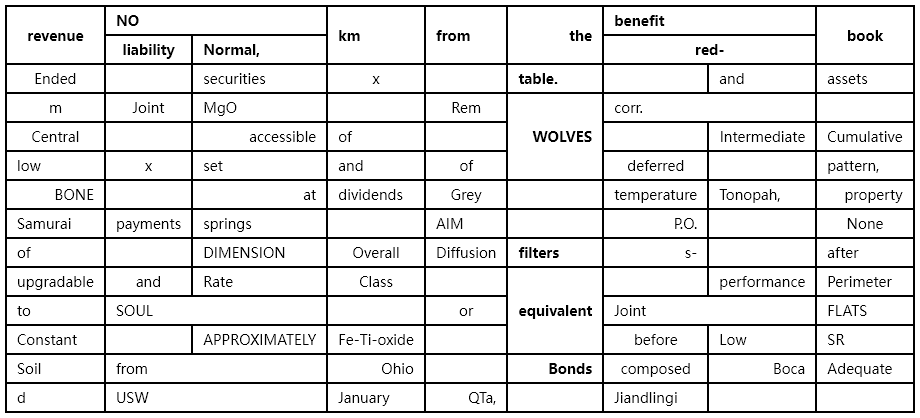 revenue NO km from the benefit book
liability Normal, red-
Ended securities x table. and assets
m Joint MgO Rem WOLVES corr.
Central accessible of Intermediate Cumulative
low x set and of deferred pattern,
BONE at dividends Grey temperature Tonopah, property
Samurai payments springs AIM P.O. None
of DIMENSION Overall Diffusion filters s- after
upgradable and Rate Class equivalent performance Perimeter
to SOUL or Joint FLATS
Constant APPROXIMATELY Fe-Ti-oxide before Low SR
Soil from Ohio Bonds composed Boca Adequate
d USW January QTa, Jiandlingi